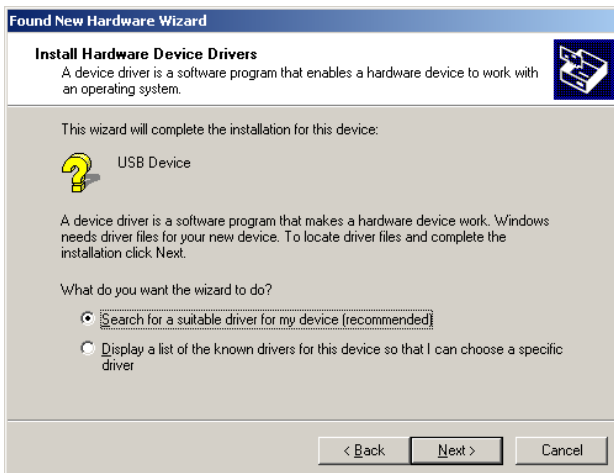 Found New Hardware Wizard
Install Hardware Device Drivers
A device driver is a software program that enables a hardware device to work with
an operating system.
This wizard will complete the installation for this device:
USB Device
A device driver is a software program that makes a hardware device work. Windows
needs driver files for your new device. To locate driver files and complete the
installation click Next.
What do you want the wizard to do?
Search for a suitable driver for my device (recommended)
Display a list of the known drivers for this device so that I can choose a specific
driver
< Back Next > Cancel